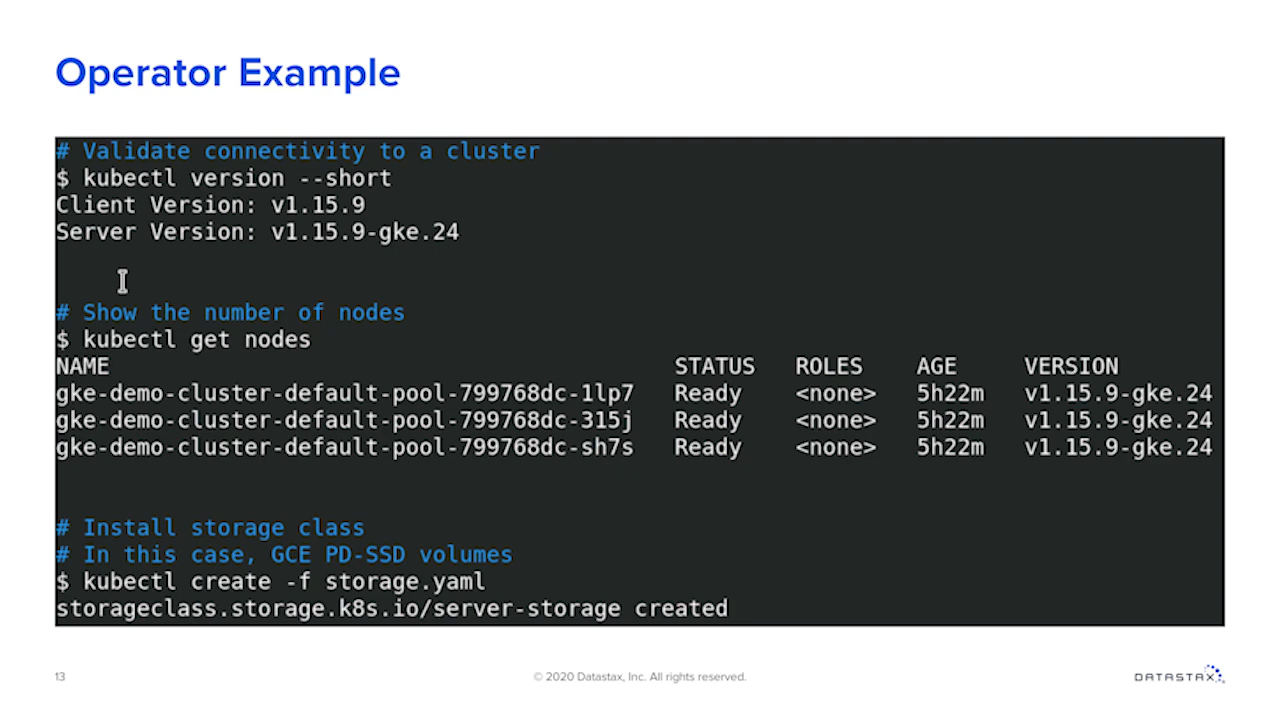 Operator Example
# Validate connectivity to a cluster
$ kubectl version --short
Client Version: v1.15.9
Server Version: v1.15.9-gke.24
# Show the number of nodes
$ kubectl get nodes
NAME STATUS ROLES AGE VERSION
gke-demo-cluster-default-pool-799768dc-1lp7 Ready <none> 5h22m v1.15.9-gke.24
gke-demo-cluster-default-pool-799768dc-315j Ready <none> 5h22m v1.15.9-gke.24
gke-demo-cluster-default-pool-799768dc-sh7s Ready <none> 5h22m v1.15.9-gke.24
# Install storage class
# In this case, GCE PD-SSD volumes
$ kubectl create -f storage.yaml
storageclass.storage.k8s.io/server-storage created
13 © 2020 Datastax, Inc. All rights reserved. DATASTAX